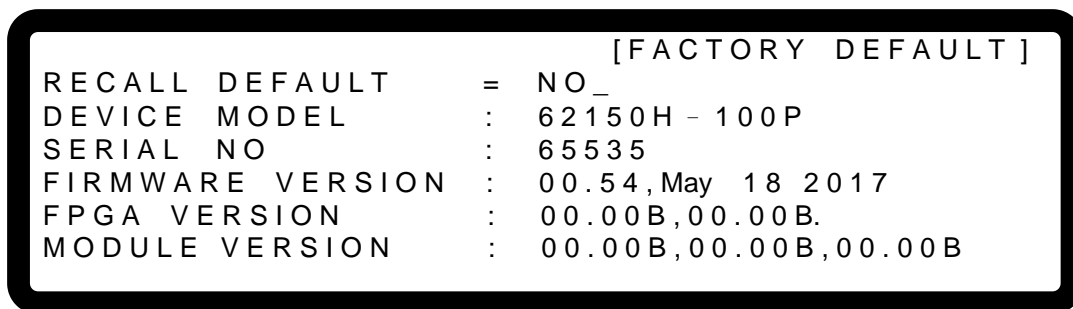 [FACTORY DEFAULT]
RECALL DEFAULT = NO_
DEVICE MODEL : 62150H–100P
SERIAL NO : 65535
FIRMWARE VERSION : 00.54,May 18 2017
FPGA VERSION : 00.00B,00.00B.
MODULE VERSION : 00.00B,00.00B,00.00B